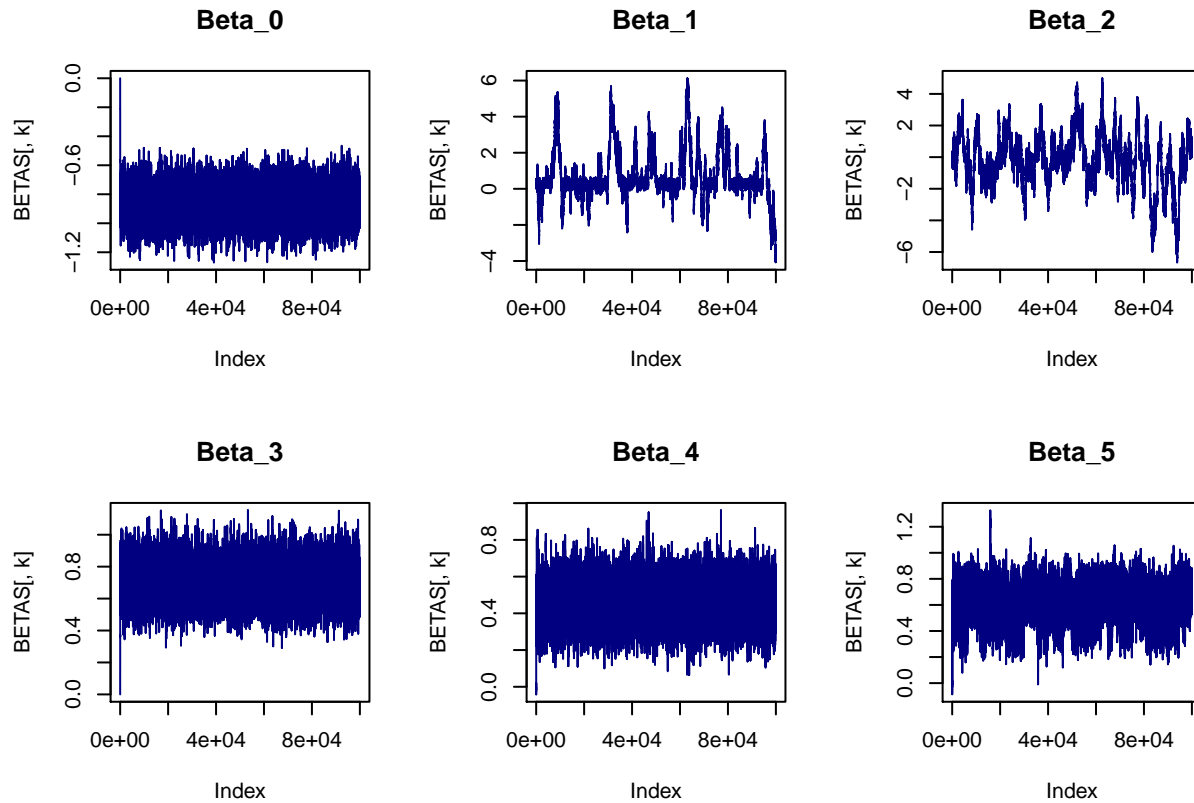 Beta_0
BETAS[, k]
0.0
−0.6
−1.2
0e+00 4e+04 8e+04
Index
Beta_1
BETAS[, k]
6
4
2
0
−4
0e+00 4e+04 8e+04
Index
Beta_2
BETAS[, k]
4
2
−2
−6
0e+00 4e+04 8e+04
Index
Beta_3
BETAS[, k]
0.8
0.4
0.0
0e+00 4e+04 8e+04
Index
Beta_4
BETAS[, k]
0.8
0.4
0.0
0e+00 4e+04 8e+04
Index
Beta_5
BETAS[, k]
1.2
0.8
0.4
0.0
0e+00 4e+04 8e+04
Index